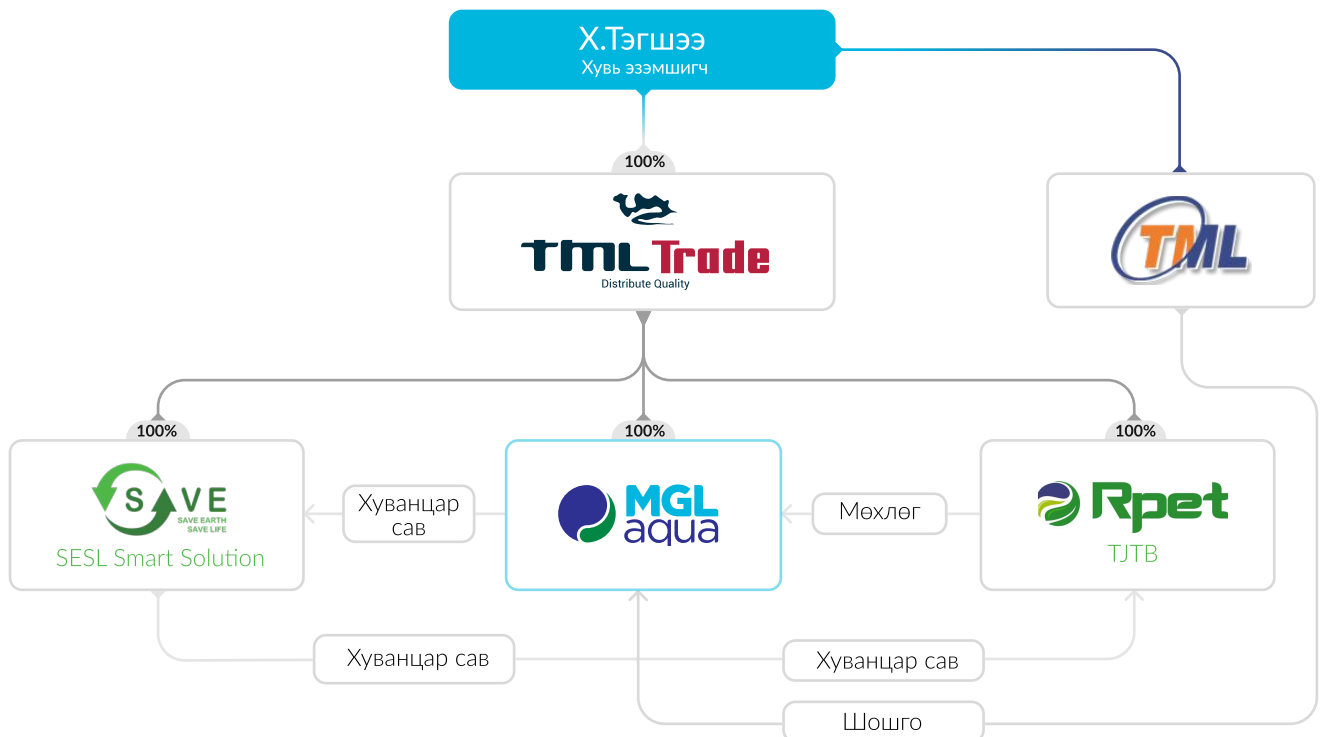 Х.Тэгшээ
Хувь эзэмшигч
100%
TML Trade
Distribute Quality
TML
100%
100%
100%
SAVE
SAVE EARTH
SAVE LIFE
SESL Smart Solution
Хуванцар
сав
MGL
aqua
Мөхлөг
Rpet
TJTB
Хуванцар сав
Хуванцар сав
Шошго